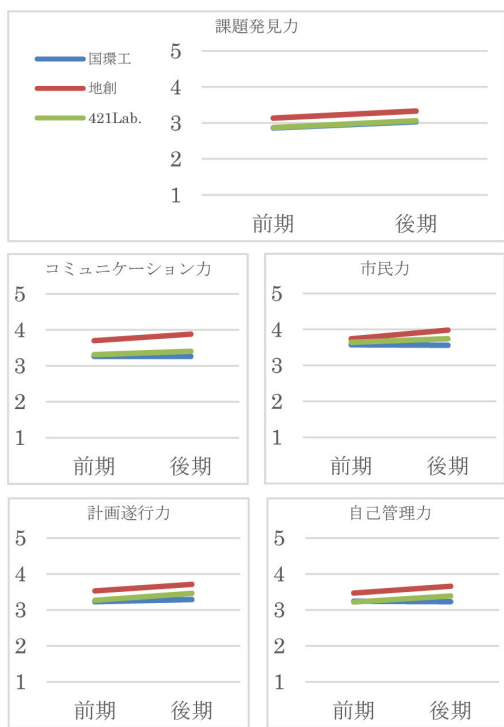 課題発見力
国環工
地創
421Lab.
5
4
3
2
1
前期 後期
コミュニケーション力
5
4
3
2
1
前期 後期
市民力
5
4
3
2
1
前期 後期
計画遂行力
5
4
3
2
1
前期 後期
自己管理力
5
4
3
2
1
前期 後期